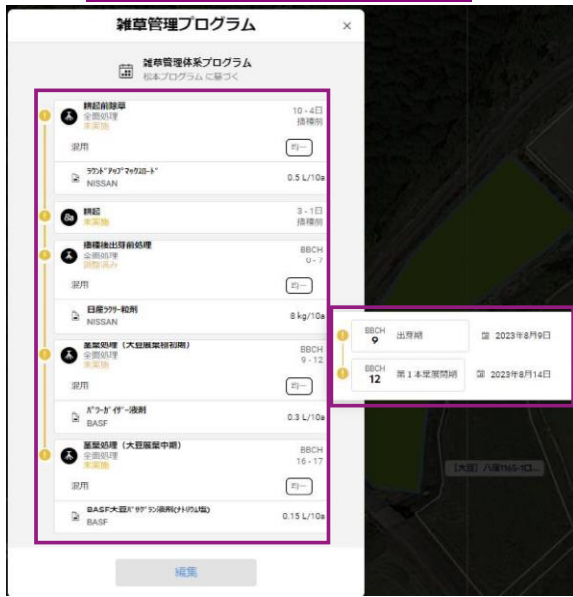 雑草管理プログラム
×
雑草管理体系プログラム
松本プログラム に基づく
耕起前除草
全面処理
未実施
10 - 4日
播種前
混用
均一
ﾗｳﾝﾄﾞｱｯﾌﾟﾏｯｸｽﾛｰﾄﾞ
NISSAN
0.5 L/10a
耕起
未実施
3 - 1日
播種前
播種後出芽前処理
全面処理
調整済み
BBCH
0 - 7
混用
均一
日産ﾗｸｻｰ粒剤
NISSAN
8 kg/10a
茎葉処理（大豆展葉極初期）
全面処理
未実施
BBCH
9 - 12
混用
均一
ﾊﾟﾜｰｶﾞｲｻﾞｰ液剤
BASF
0.3 L/10a
茎葉処理（大豆展葉中期）
全面処理
未実施
BBCH
16 - 17
混用
均一
BASF大豆ﾊﾞｻｸﾞﾗﾝ液剤(ﾅﾄﾘｳﾑ塩)
BASF
0.15 L/10a
編集
BBCH
9
出芽期
2023年8月9日
BBCH
12
第１本葉展開期
2023年8月14日